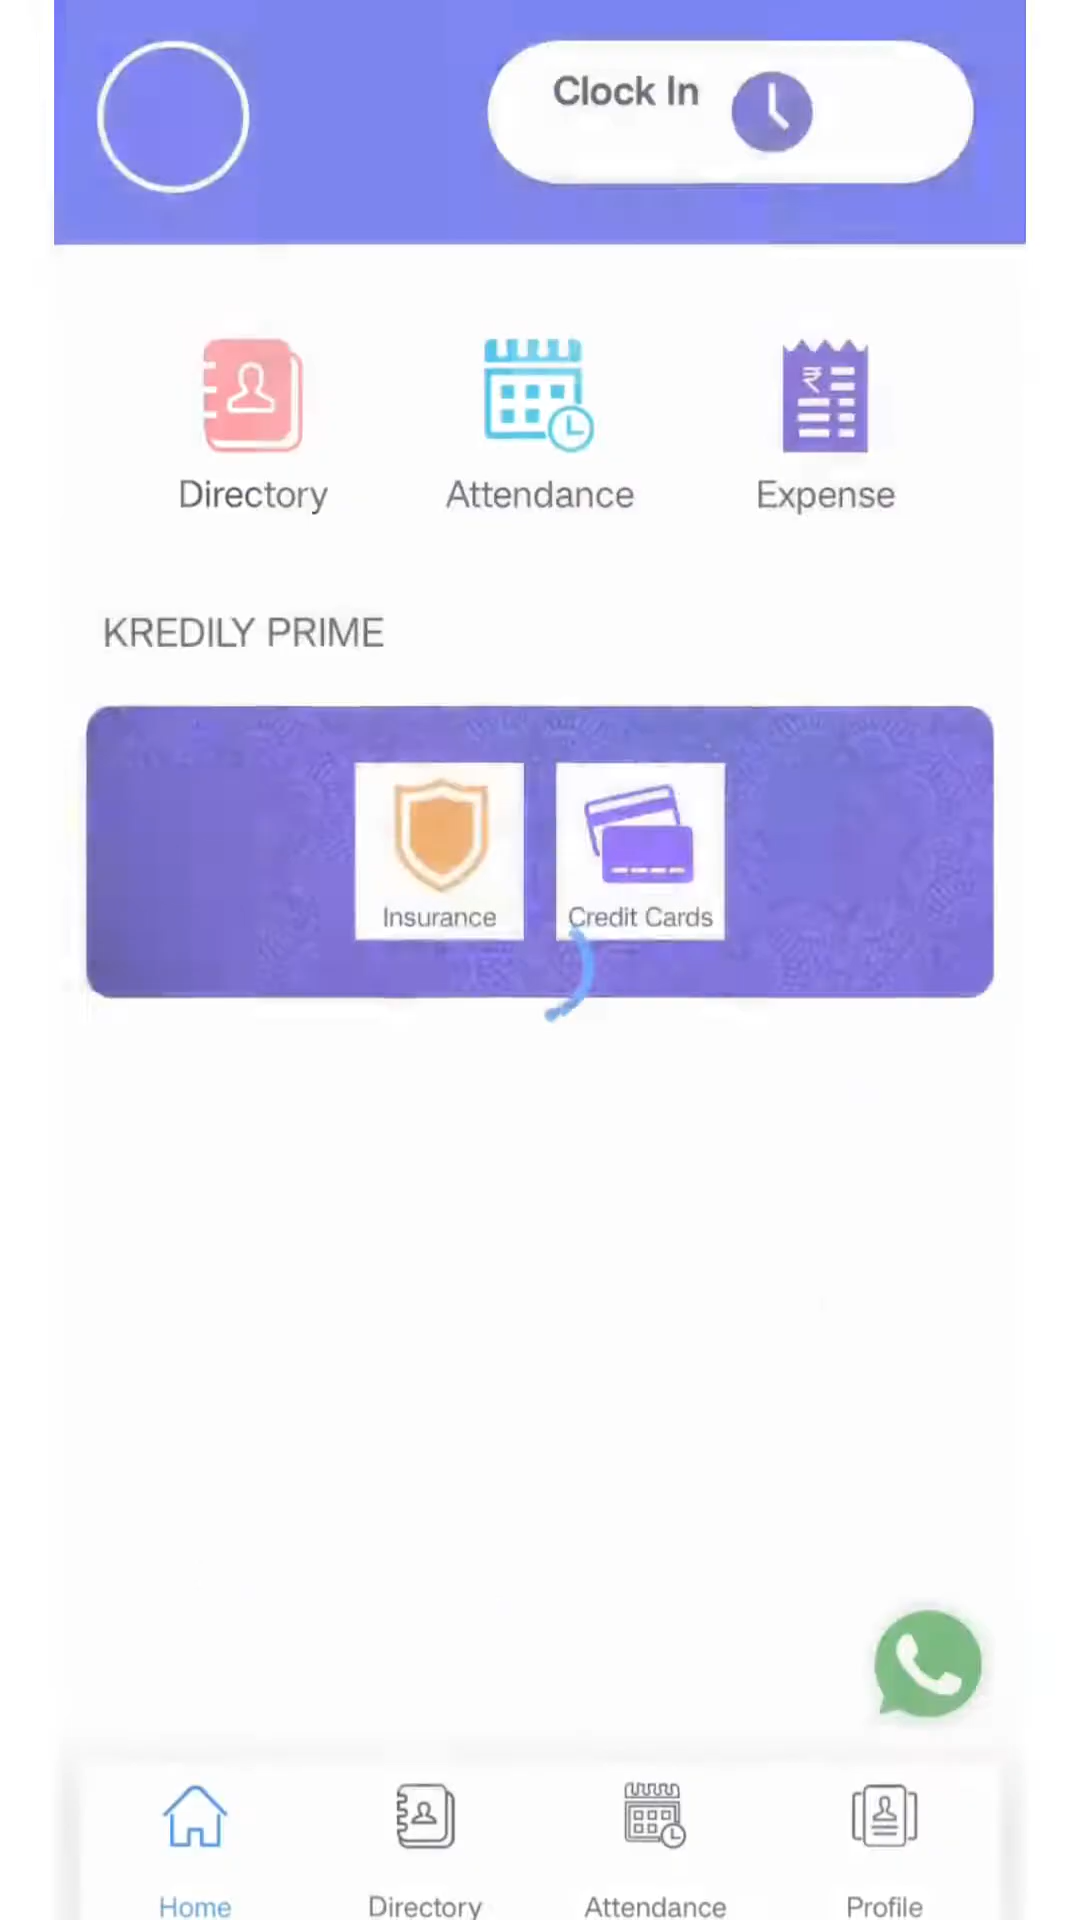 Clock In
Directory
Attendance
Expense
KREDILY PRIME
Insurance
Credit Cards
Home
Directory
Attendance
Profile